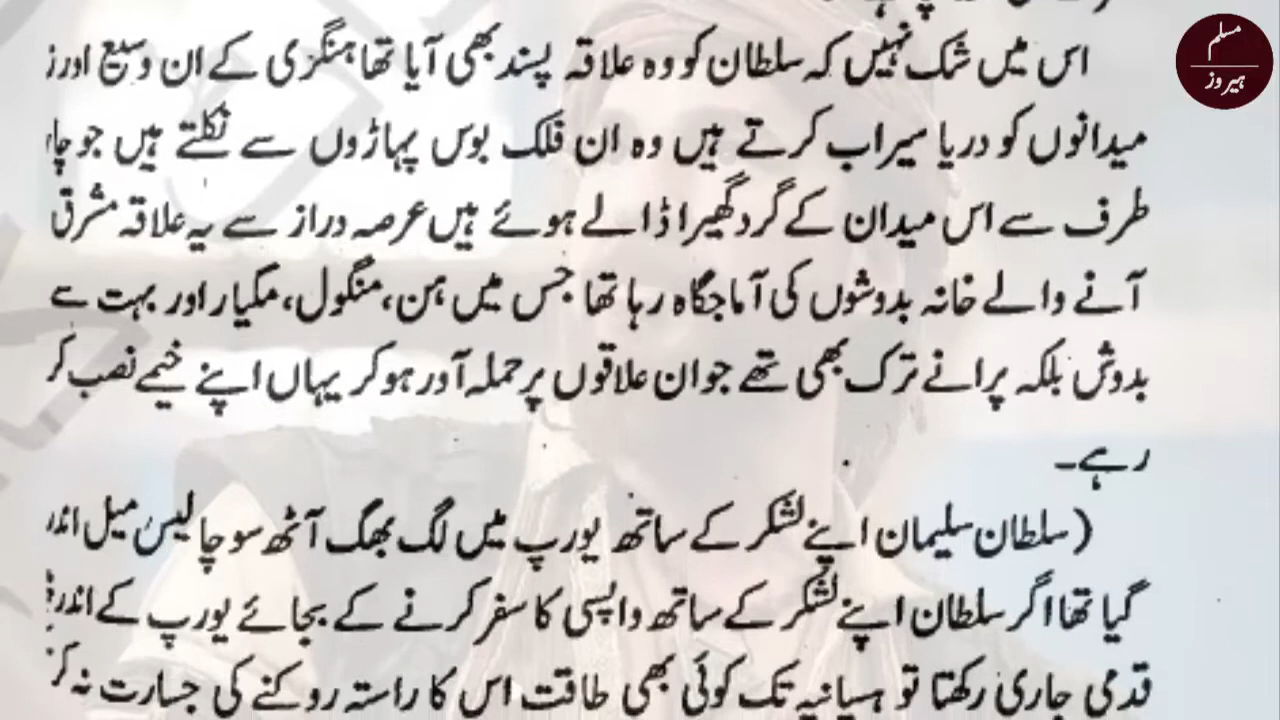 مسلم
ہیروز
اس میں شک نہیں کہ سلطان کو وہ علاقہ پسند بھی آیا تھا ہنگری کے ان وسیع اور
میدانوں کو دریا سیراب کرتے ہیں وہ ان فلک بوس پہاڑوں سے نکلتے ہیں جو
طرف سے اس میدان کے گرد گھیرا ڈالے ہوئے ہیں عرصہ دراز سے یہ علاقہ مشرق
آنے والے خانہ بدوشوں کی آماجگاہ رہا تھا جس میں ہن، منگول، مکیار اور بہت سے
بدوش بلکہ پرانے ترک بھی تھے جو ان علاقوں پر حملہ آور ہو کر یہاں اپنے خیمے نصب کر
رہے۔
(سلطان سلیمان اپنے لشکر کے ساتھ یورپ میں لگ بھگ آٹھ سو چالیس میل اندر
گیا تھا اگر سلطان اپنے لشکر کے ساتھ واپسی کا سفر کرنے کے بجائے یورپ کے اندر
قدمی جاری رکھتا تو ہسپانیہ تک کوئی بھی طاقت اس کا راستہ روکنے کی جسارت نہ کر